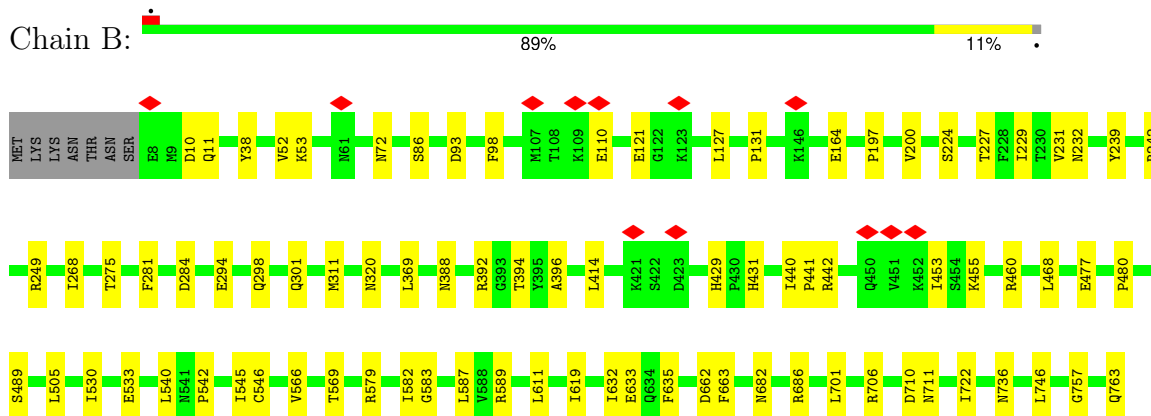 Chain B:
89%
11%
MET LYS LYS ASN THR ASN SER E8 M9 D10 Q11 Y38 V52 K53 N61 N72 S86 D93 F98 M107 T108 K109 E110 E121 G122 K123 L127 P131 K146 E164 P197 V200 S224 T227 F228 I229 T230 V231 N232 Y239
R249 I268 T275 F281 D284 E294 Q298 Q301 M311 N320 L369 N388 R392 G393 T394 Y395 A396 L414 K421 S422 D423 H429 P430 H431 I440 P441 R442 Q450 V451 K452 I453 S454 K455 R460 L468 E477 P480
S489 L505 I530 E533 L540 N541 P542 I545 C546 V566 T569 R579 I582 G583 L587 V588 R589 L611 I619 I632 E633 Q634 F635 D662 F663 N682 R686 L701 R706 D710 N711 I722 N736 L746 G757 Q763